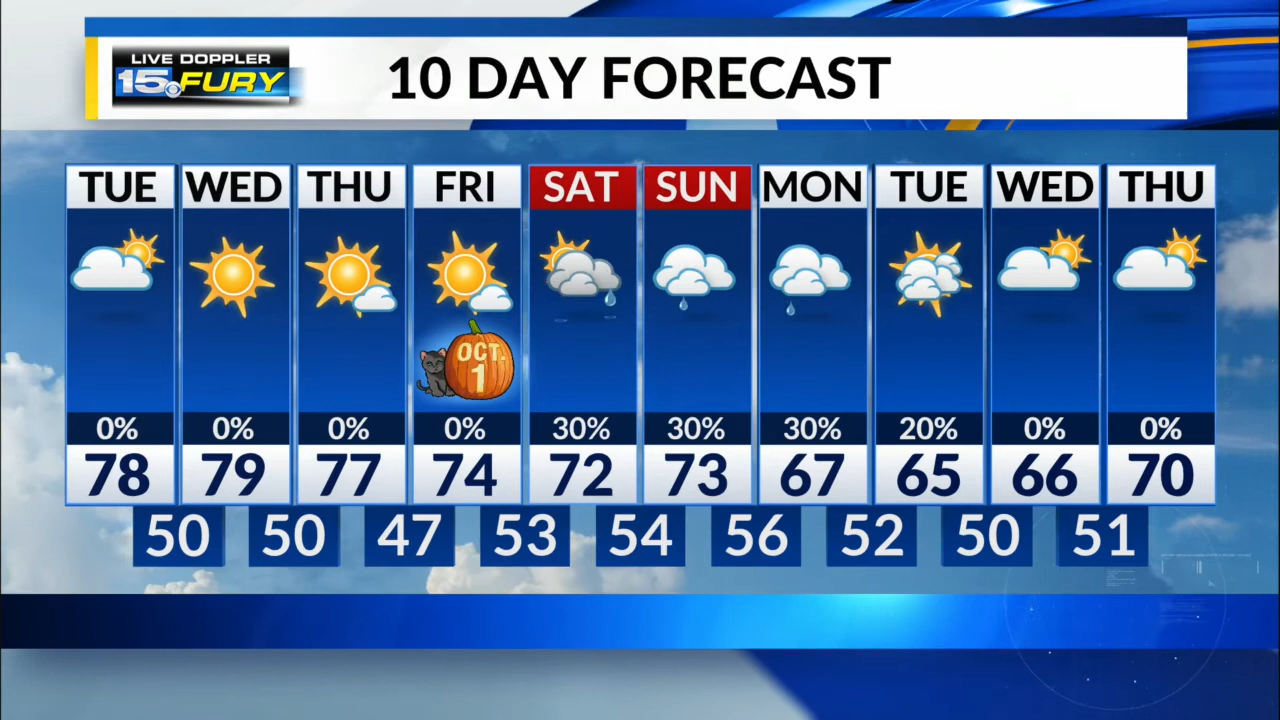 LIVE DOPPLER
15 FURY
10 DAY FORECAST
TUE WED THU FRI SAT SUN MON TUE WED THU
OCT.
1
0% 0% 0% 0% 30% 30% 30% 20% 0% 0%
78 79 77 74 72 73 67 65 66 70
50 50 47 53 54 56 52 50 51